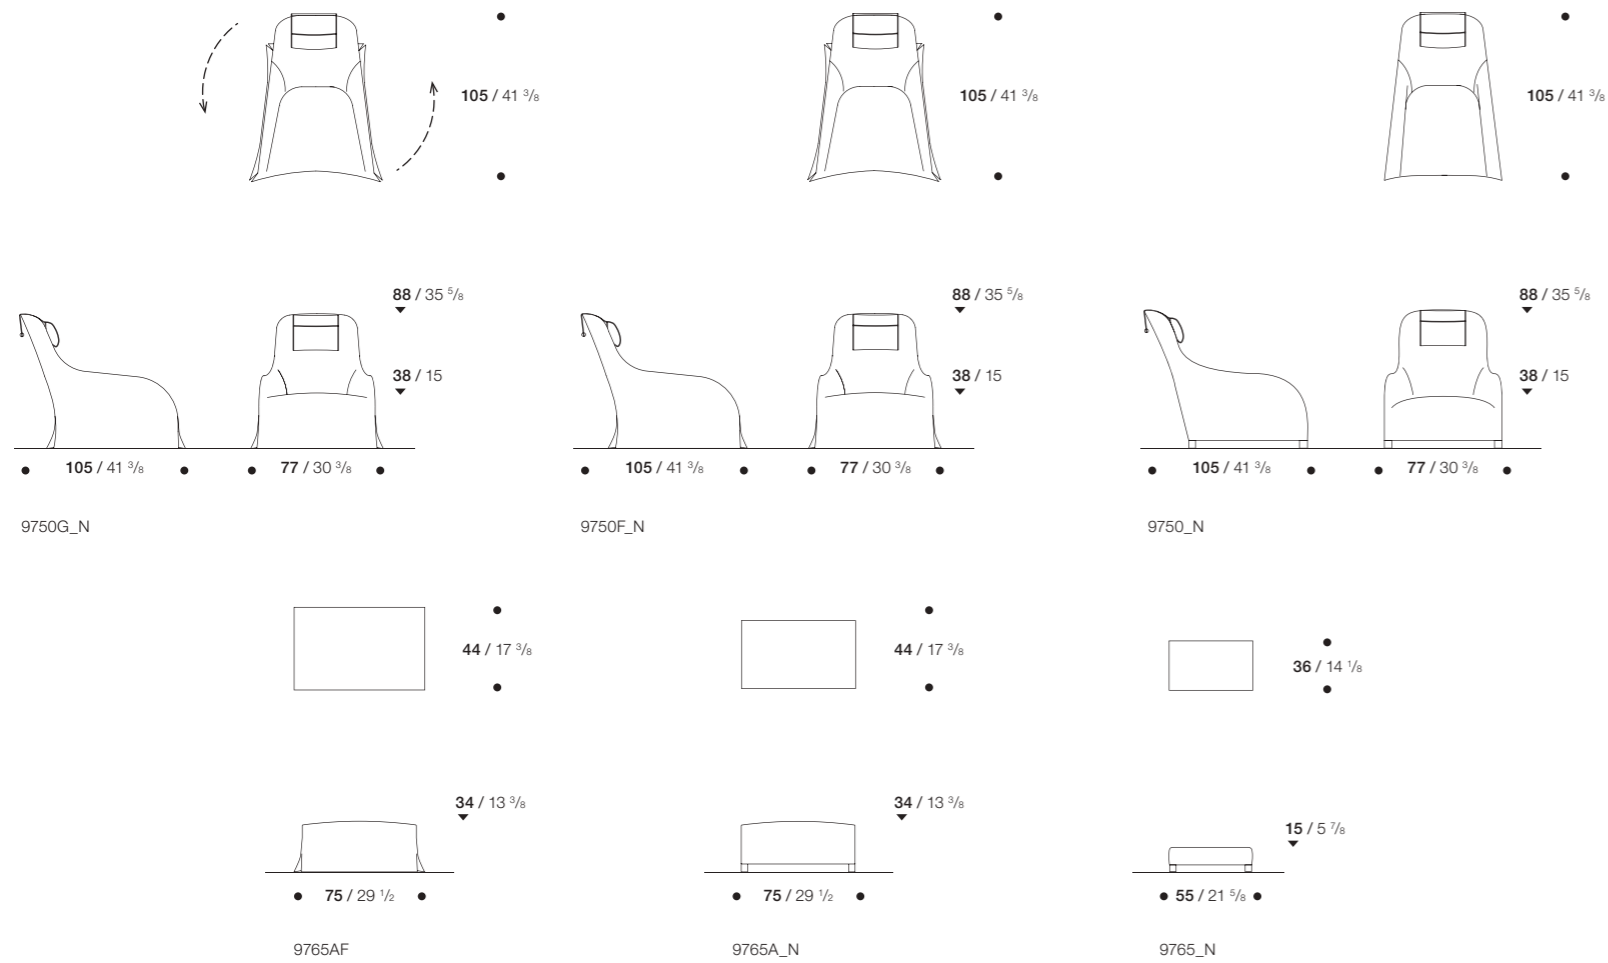 105 / 41 3/8
105 / 41 3/8
105 / 41 3/8
88 / 35 5/8
88 / 35 5/8
88 / 35 5/8
38 / 15
38 / 15
38 / 15
105 / 41 3/8
77 / 30 3/8
105 / 41 3/8
77 / 30 3/8
105 / 41 3/8
77 / 30 3/8
9750G_N
9750F_N
9750_N
44 / 17 3/8
44 / 17 3/8
36 / 14 1/8
34 / 13 3/8
34 / 13 3/8
15 / 5 7/8
75 / 29 1/2
75 / 29 1/2
55 / 21 5/8
9765AF
9765A_N
9765_N